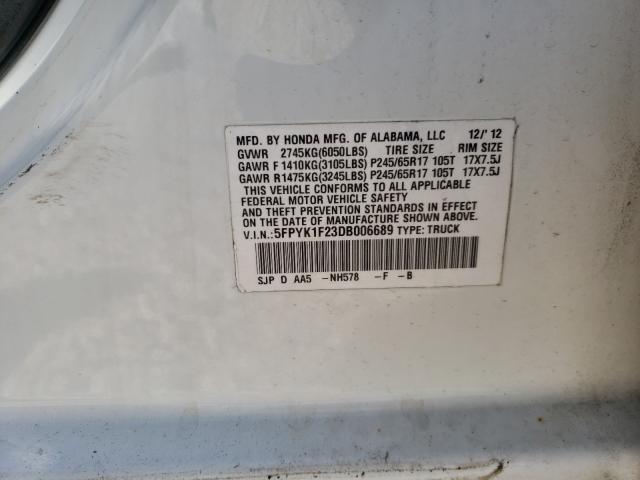 MFD. BY HONDA MFG. OF ALABAMA, LLC 12/'12
GVWR 2745KG(6050LBS) TIRE SIZE RIM SIZE
GAWR F 1410KG(3105LBS) P245/65R17 105T 17X7.5J
GAWR R1475KG(3245LBS) P245/65R17 105T 17X7.5J
THIS VEHICLE CONFORMS TO ALL APPLICABLE
FEDERAL MOTOR VEHICLE SAFETY
AND THEFT PREVENTION STANDARDS IN EFFECT
ON THE DATE OF MANUFACTURE SHOWN ABOVE.
V.I.N.: 5FPYK1F23DB006689 TYPE: TRUCK
SJP D AA5 -NH578 -F -B